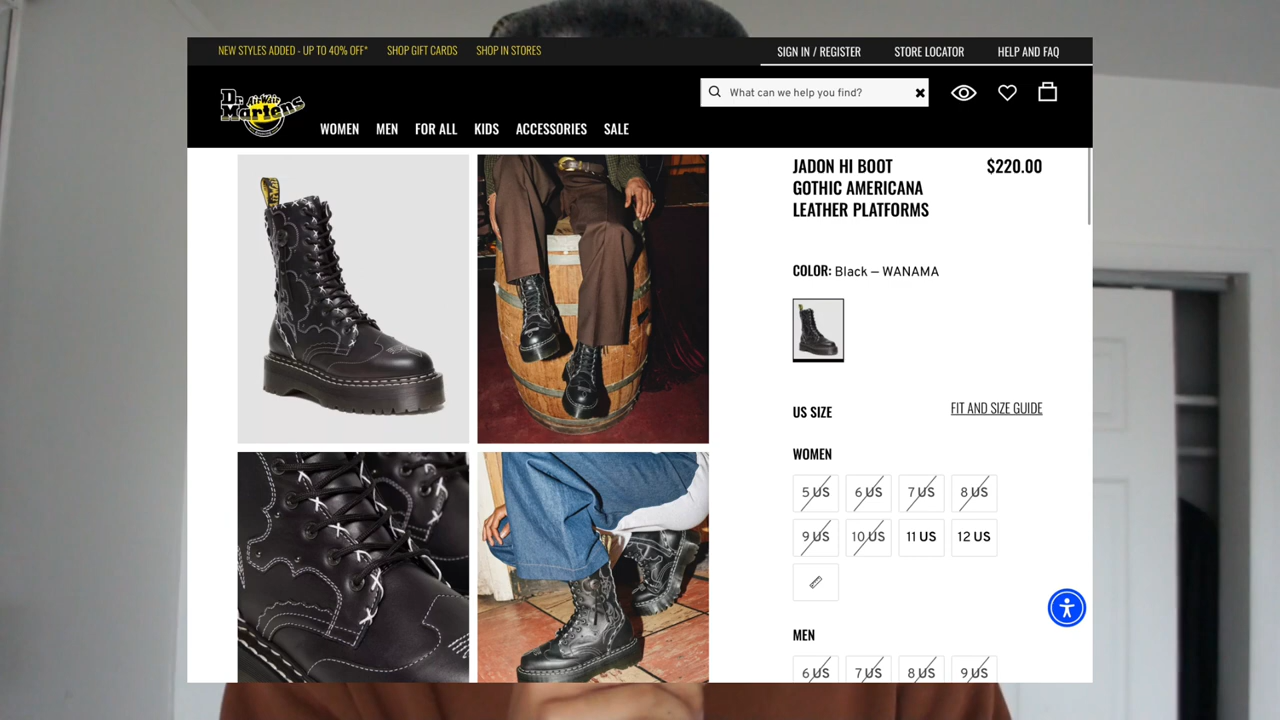 NEW STYLES ADDED - UP TO 40% OFF*
SHOP GIFT CARDS
SHOP IN STORES
SIGN IN / REGISTER
STORE LOCATOR
HELP AND FAQ
Dr. Martens
AirWair
What can we help you find?
WOMEN
MEN
FOR ALL
KIDS
ACCESSORIES
SALE
JADON HI BOOT
GOTHIC AMERICANA
LEATHER PLATFORMS
$220.00
COLOR: Black – WANAMA
US SIZE
FIT AND SIZE GUIDE
WOMEN
5 US
6 US
7 US
8 US
9 US
10 US
11 US
12 US
MEN
6 US
7 US
8 US
9 US